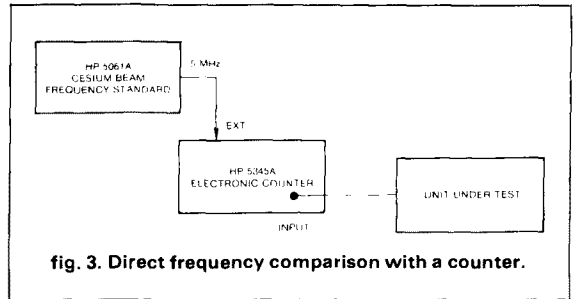 HP 5061A
CESIUM BEAM
FREQUENCY STANDARD
5 MHz
EXT
HP 5345A
ELECTRONIC COUNTER
INPUT
UNIT UNDER TEST
fig. 3. Direct frequency comparison with a counter.